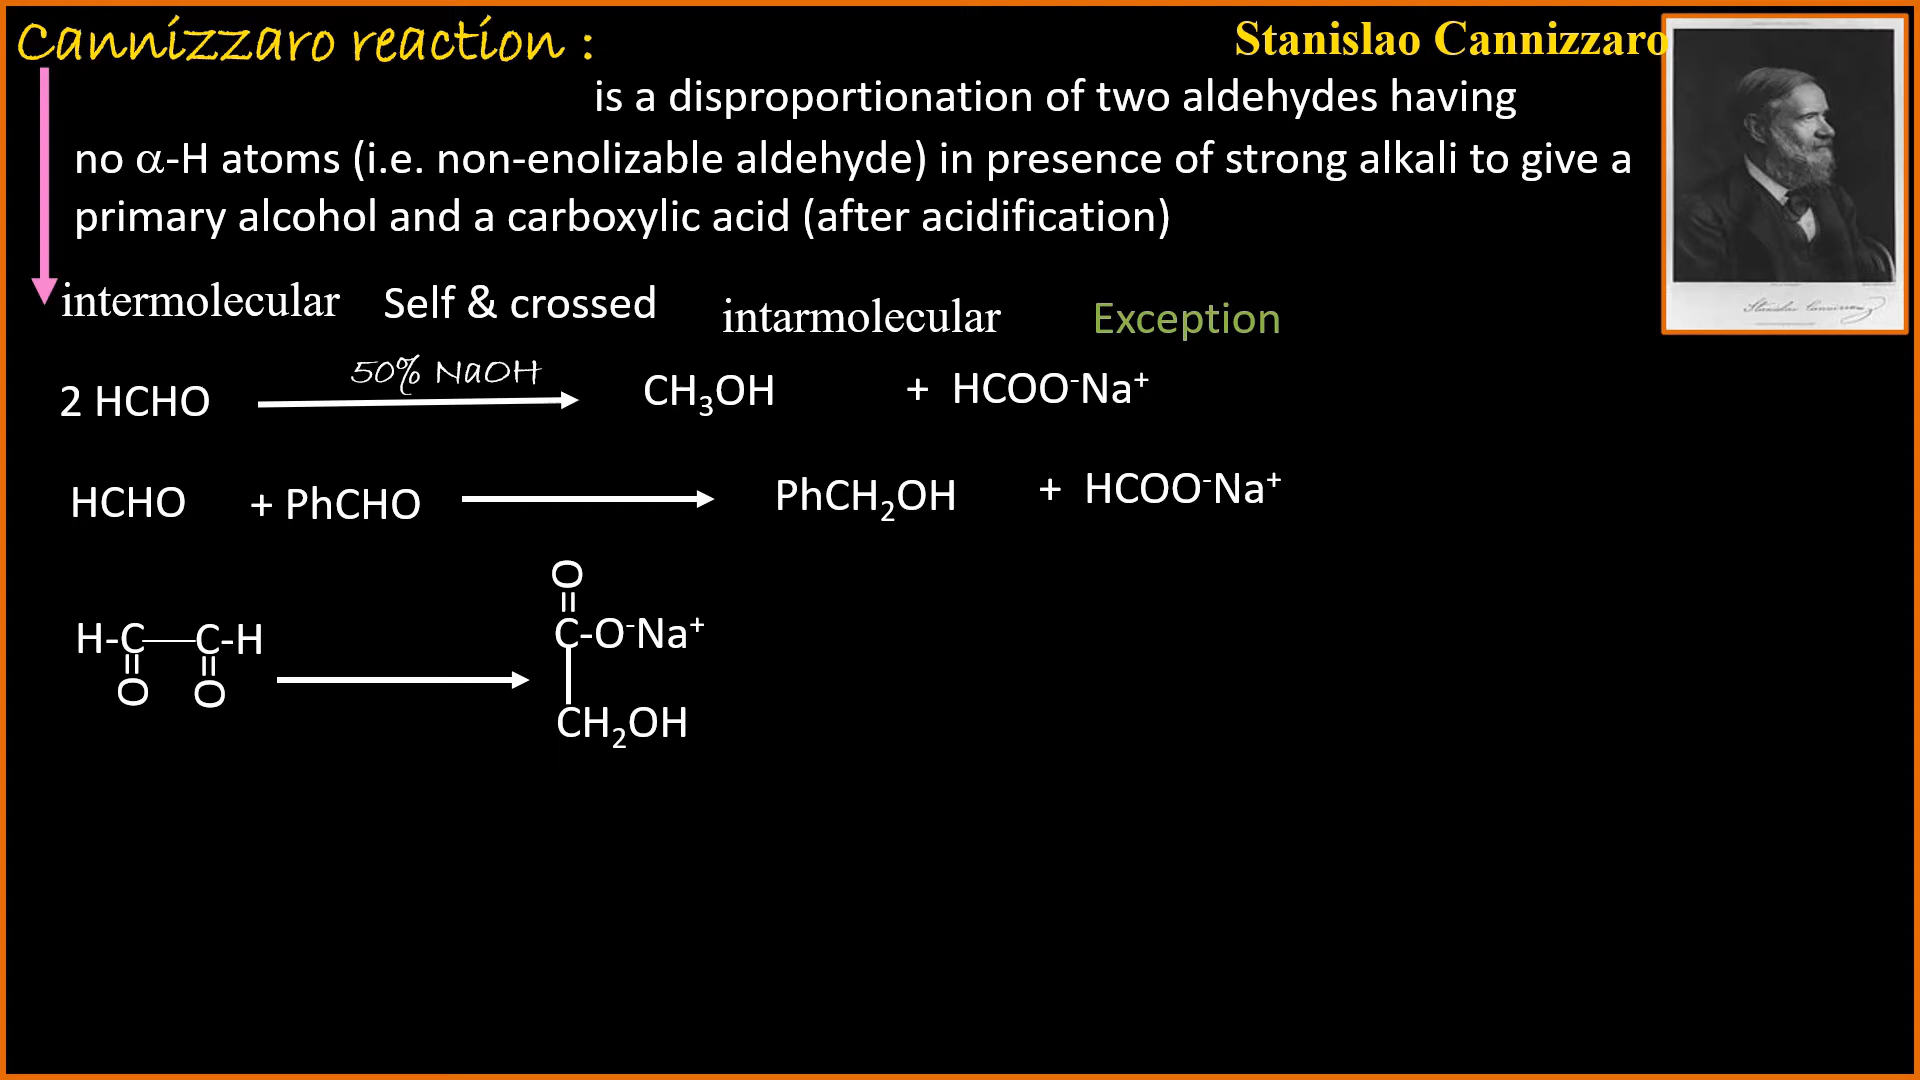 Cannizzaro reaction :
Stanislao Cannizzaro
is a disproportionation of two aldehydes having
no α-H atoms (i.e. non-enolizable aldehyde) in presence of strong alkali to give a
primary alcohol and a carboxylic acid (after acidification)
intermolecular Self & crossed intarmolecular Exception
Stanislao Cannizzaro
50% NaOH
2 HCHO CH₃OH + HCOO⁻Na⁺
HCHO + PhCHO PhCH₂OH + HCOO⁻Na⁺
O
C-O⁻Na⁺
H-C—C-H
O O
CH₂OH